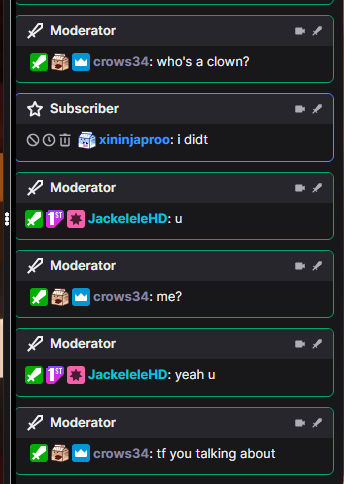 Moderator
crows34: who's a clown?
Subscriber
xininjaproo: i didt
Moderator
1ST JackeleleHD: u
Moderator
crows34: me?
Moderator
1ST JackeleleHD: yeah u
Moderator
crows34: tf you talking about